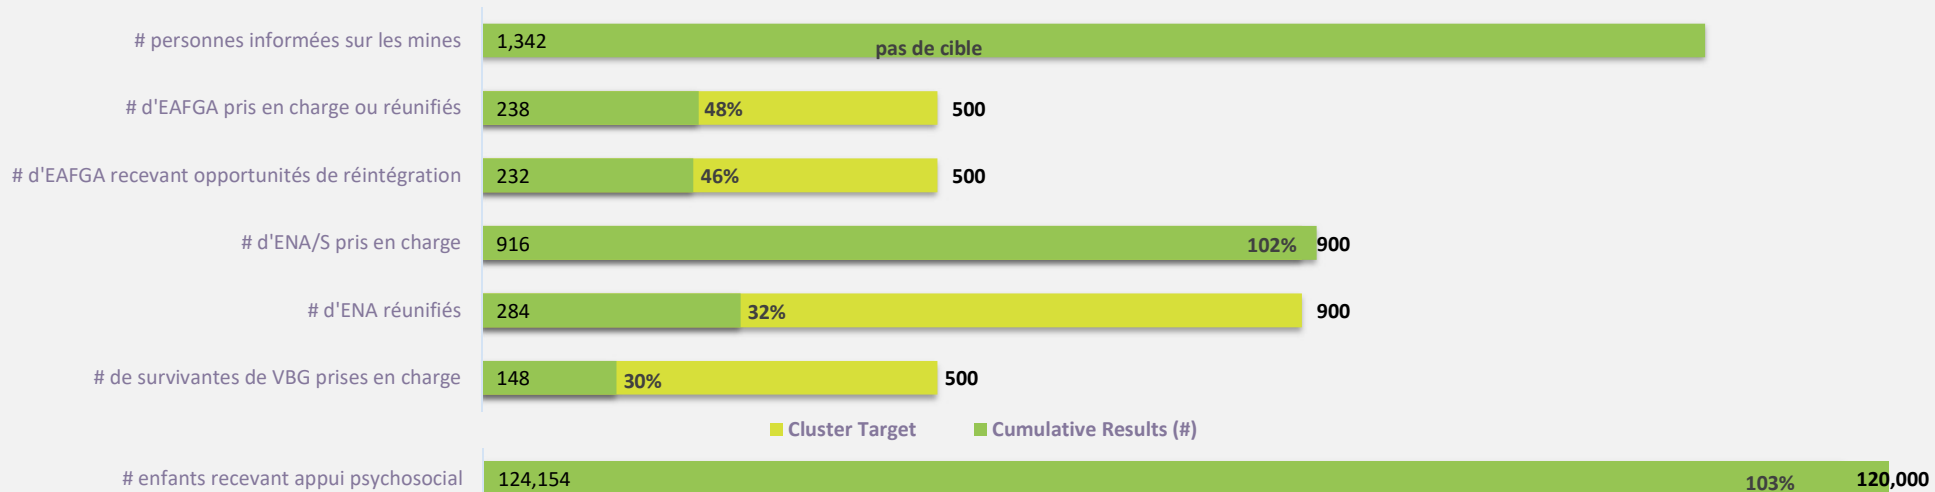 # personnes informées sur les mines 1,342 pas de cible
# d'EAFGA pris en charge ou réunifiés 238 48% 500
# d'EAFGA recevant opportunités de réintégration 232 46% 500
# d'ENA/S pris en charge 916 102% 900
# d'ENA réunifiés 284 32% 900
# de survivantes de VBG prises en charge 148 30% 500
Cluster Target Cumulative Results (#)
# enfants recevant appui psychosocial 124,154 103% 120,000